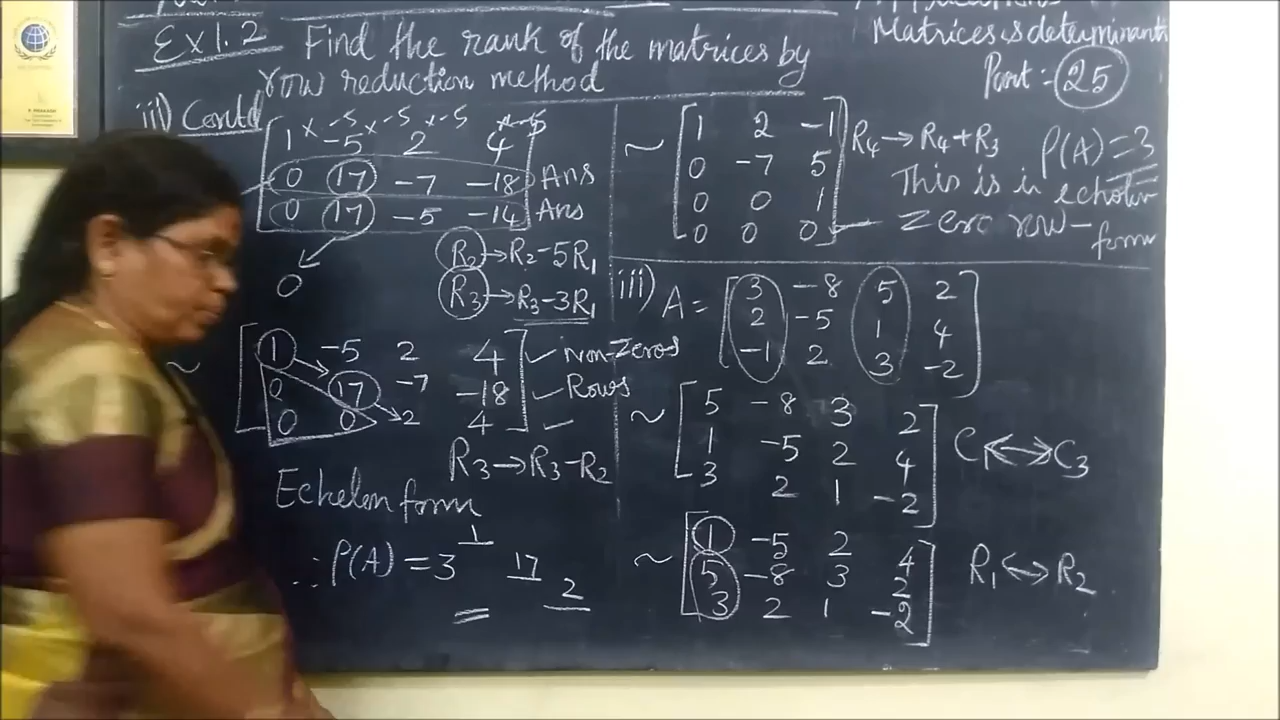 Ex 1.2 Find the rank of the matrices by
row reduction method
Matrices & determinants
Part = 25
iii) Contd
x -5 x -5 x -5 x -5
1 -5 2 4
0 17 -7 -18 Ans
0 17 -5 -14 Ans
R2 → R2 - 5R1
0
R3 → R3 - 3R1
~ 1 -5 2 4 Non-Zeros
0 17 -7 -18 Rows
0 0 2 4
R3 → R3 - R2
Echelon form
∴ ρ(A) = 3 1 17 2
~ 1 2 -1 R4 → R4 + R3 ρ(A) = 3
0 -7 5 This is in echolon
0 0 1
0 0 0 Zero row - form
iii) A = 3 -8 5 2
2 -5 1 4
-1 2 3 -2
~ 5 -8 3 2
1 -5 2 4 C1 ↔ C3
3 2 1 -2
~ 1 -5 2 4
5 -8 3 2 R1 ↔ R2
3 2 1 -2